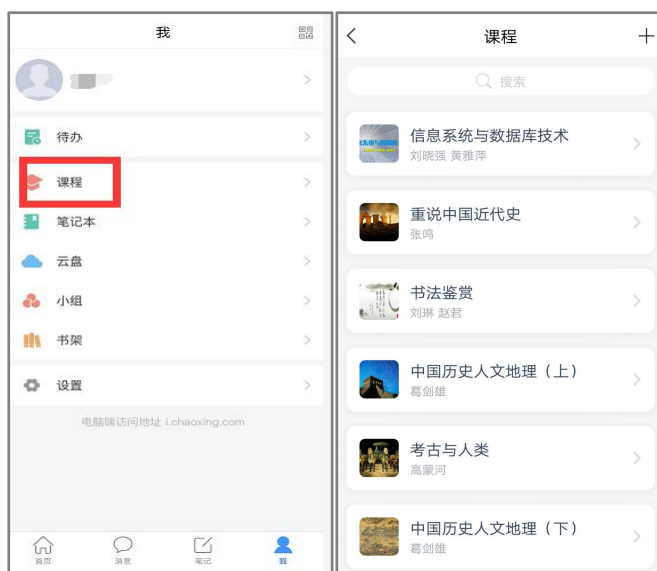 我
待办
课程
笔记本
云盘
小组
书架
设置
电脑端访问地址 i.chaoxing.com
首页
消息
笔记
我
课程
搜索
信息系统与数据库技术
刘晓强 黄雅萍
重说中国近代史
张鸣
书法鉴赏
刘琳 赵君
中国历史人文地理（上）
葛剑雄
考古与人类
高蒙河
中国历史人文地理（下）
葛剑雄